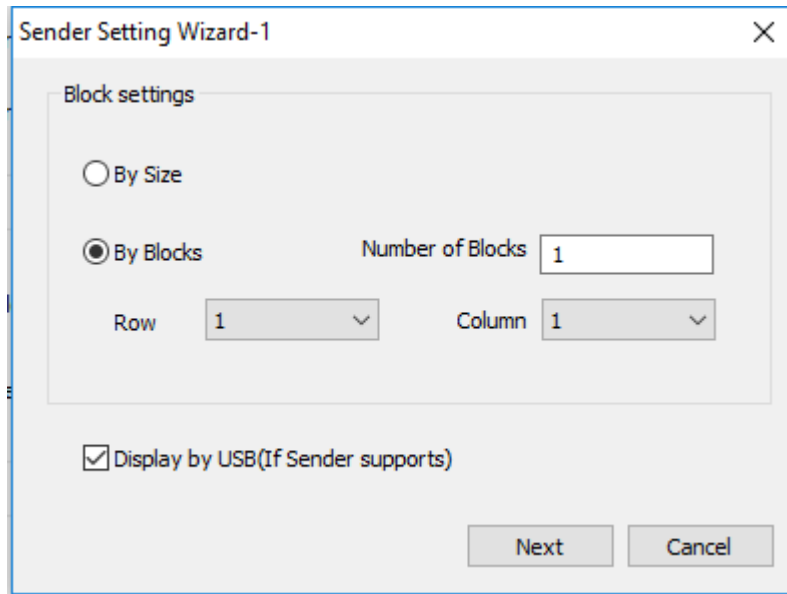 Sender Setting Wizard-1
Block settings
By Size
By Blocks Number of Blocks 1
Row 1 Column 1
Display by USB(If Sender supports)
Next Cancel